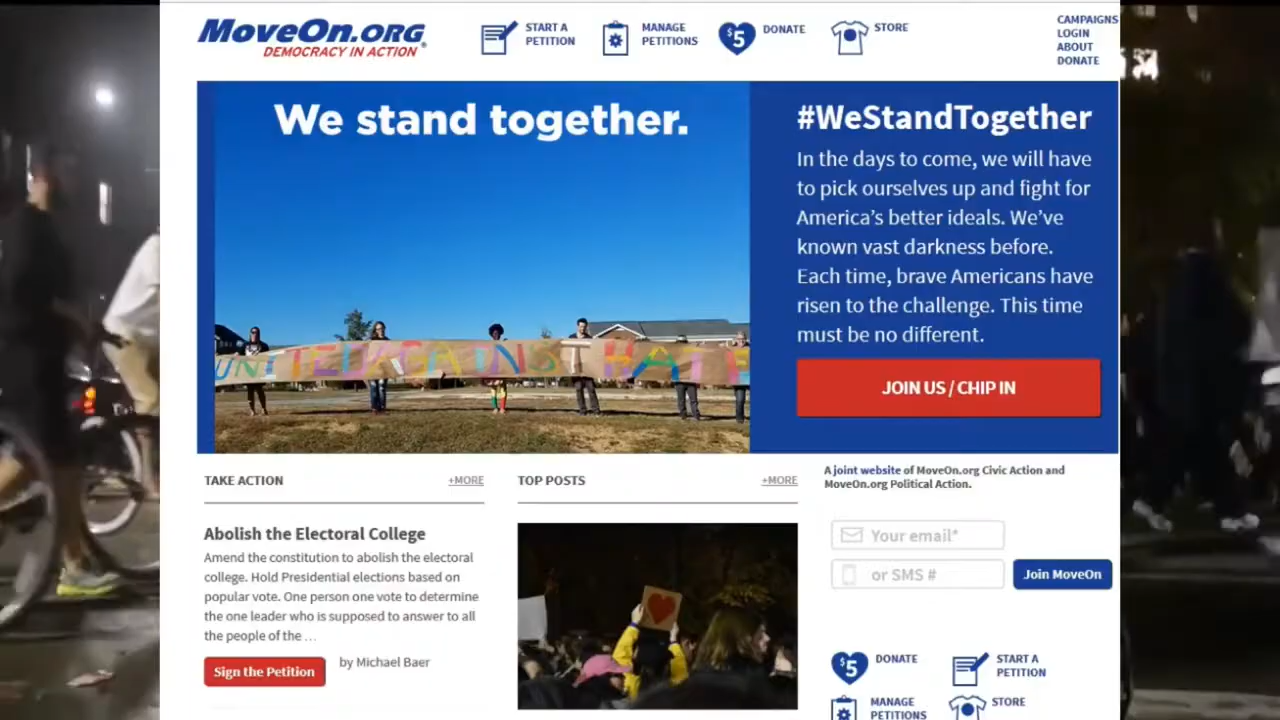 MoveOn.ORG
DEMOCRACY IN ACTION
START A
PETITION
MANAGE
PETITIONS
$5
DONATE
STORE
CAMPAIGNS
LOGIN
ABOUT
DONATE
We stand together.
UNITED AGAINST HATE
#WeStandTogether
In the days to come, we will have
to pick ourselves up and fight for
America's better ideals. We've
known vast darkness before.
Each time, brave Americans have
risen to the challenge. This time
must be no different.
JOIN US / CHIP IN
TAKE ACTION
+MORE
Abolish the Electoral College
Amend the constitution to abolish the electoral
college. Hold Presidential elections based on
popular vote. One person one vote to determine
the one leader who is supposed to answer to all
the people of the ...
Sign the Petition
by Michael Baer
TOP POSTS
+MORE
A joint website of MoveOn.org Civic Action and
MoveOn.org Political Action.
Your email*
or SMS #
Join MoveOn
$5
DONATE
START A
PETITION
MANAGE
PETITIONS
STORE